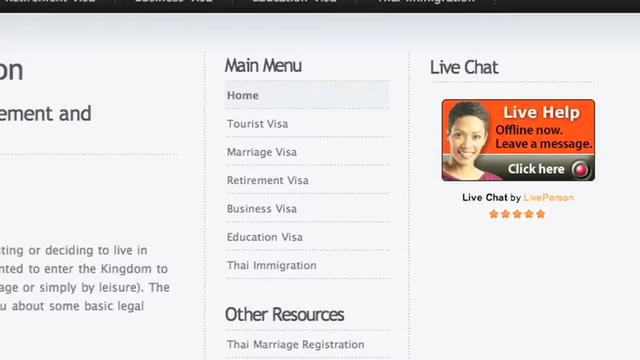 Retirement Visa
Business Visa
Education Visa
Thai Immigration
on
ement and
iting or deciding to live in
nted to enter the Kingdom to
age or simply by leisure). The
u about some basic legal
Main Menu
Home
Tourist Visa
Marriage Visa
Retirement Visa
Business Visa
Education Visa
Thai Immigration
Other Resources
Thai Marriage Registration
Live Chat
Live Help
Offline now.
Leave a message.
Click here
Live Chat by LivePerson